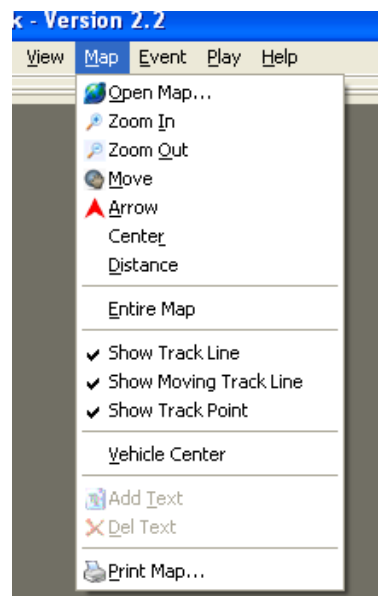 k - Version 2.2
View Map Event Play Help
Open Map...
Zoom In
Zoom Out
Move
Arrow
Center
Distance
Entire Map
Show Track Line
Show Moving Track Line
Show Track Point
Vehicle Center
Add Text
Del Text
Print Map...